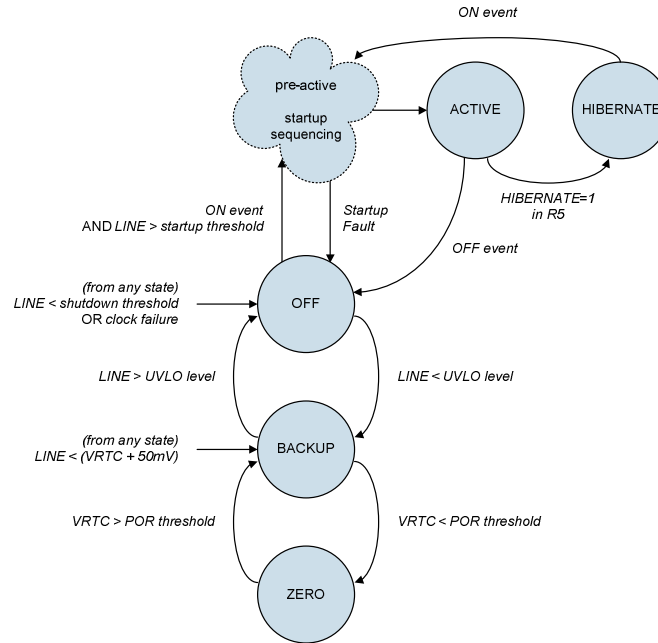 ON event
pre-active
startup
sequencing
ACTIVE
HIBERNATE
HIBERNATE=1
in R5
ON event
AND LINE > startup threshold
Startup
Fault
OFF event
(from any state)
LINE < shutdown threshold
OR clock failure
OFF
LINE > UVLO level
LINE < UVLO level
(from any state)
LINE < (VRTC + 50mV)
BACKUP
VRTC > POR threshold
VRTC < POR threshold
ZERO